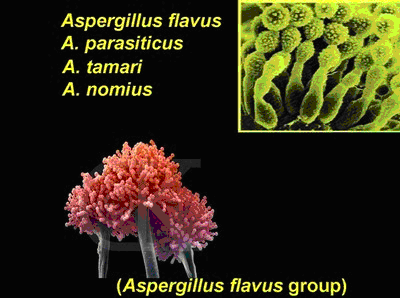 Aspergillus flavus
A. parasiticus
A. tamari
A. nomius
(Aspergillus flavus group)